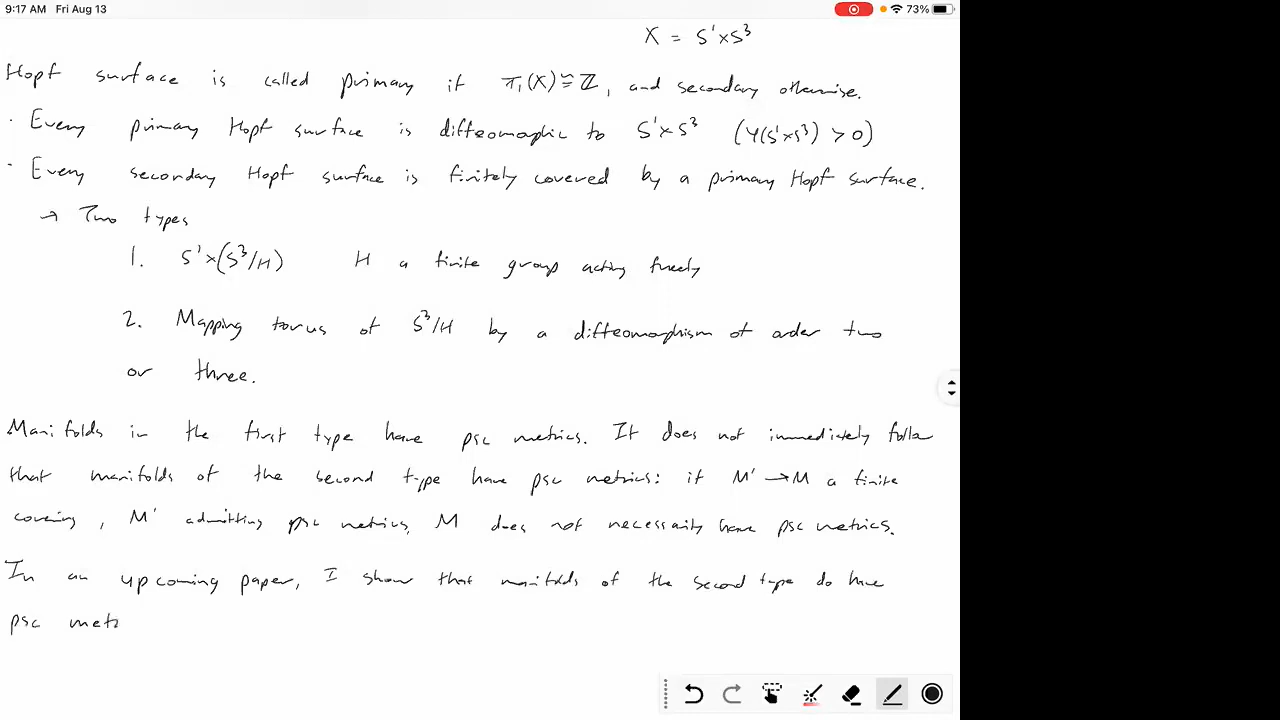 9:17 AM Fri Aug 13
73%
X = S¹×S³
Hopf surface is called primary if π₁(X)≅ℤ, and secondary otherwise.
· Every primary Hopf surface is diffeomorphic to S¹×S³ (Y(S¹×S³) > 0)
· Every secondary Hopf surface is finitely covered by a primary Hopf surface.
→ Two types
1. S¹×(S³/H) H a finite group acting freely
2. Mapping torus of S³/H by a diffeomorphism of order two
or three.
Manifolds in the first type have psc metrics. It does not immediately follow
that manifolds of the second type have psc metrics: if M' → M a finite
covering, M' admitting psc metrics, M does not necessarily have psc metrics.
In an upcoming paper, I show that manifolds of the second type do have
psc metr